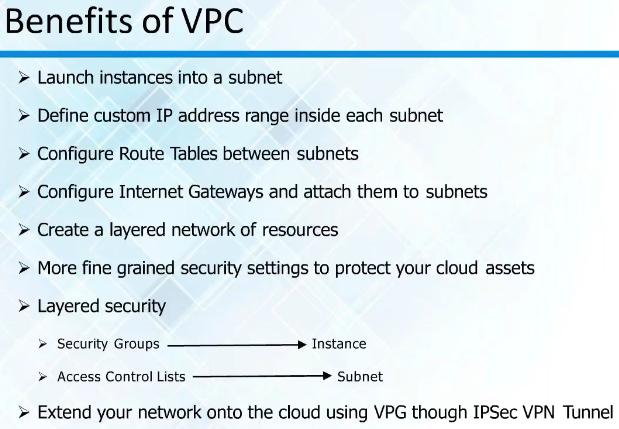 Benefits of VPC
➢ Launch instances into a subnet
➢ Define custom IP address range inside each subnet
➢ Configure Route Tables between subnets
➢ Configure Internet Gateways and attach them to subnets
➢ Create a layered network of resources
➢ More fine grained security settings to protect your cloud assets
➢ Layered security
➢ Security Groups → Instance
➢ Access Control Lists → Subnet
➢ Extend your network onto the cloud using VPG though IPSec VPN Tunnel